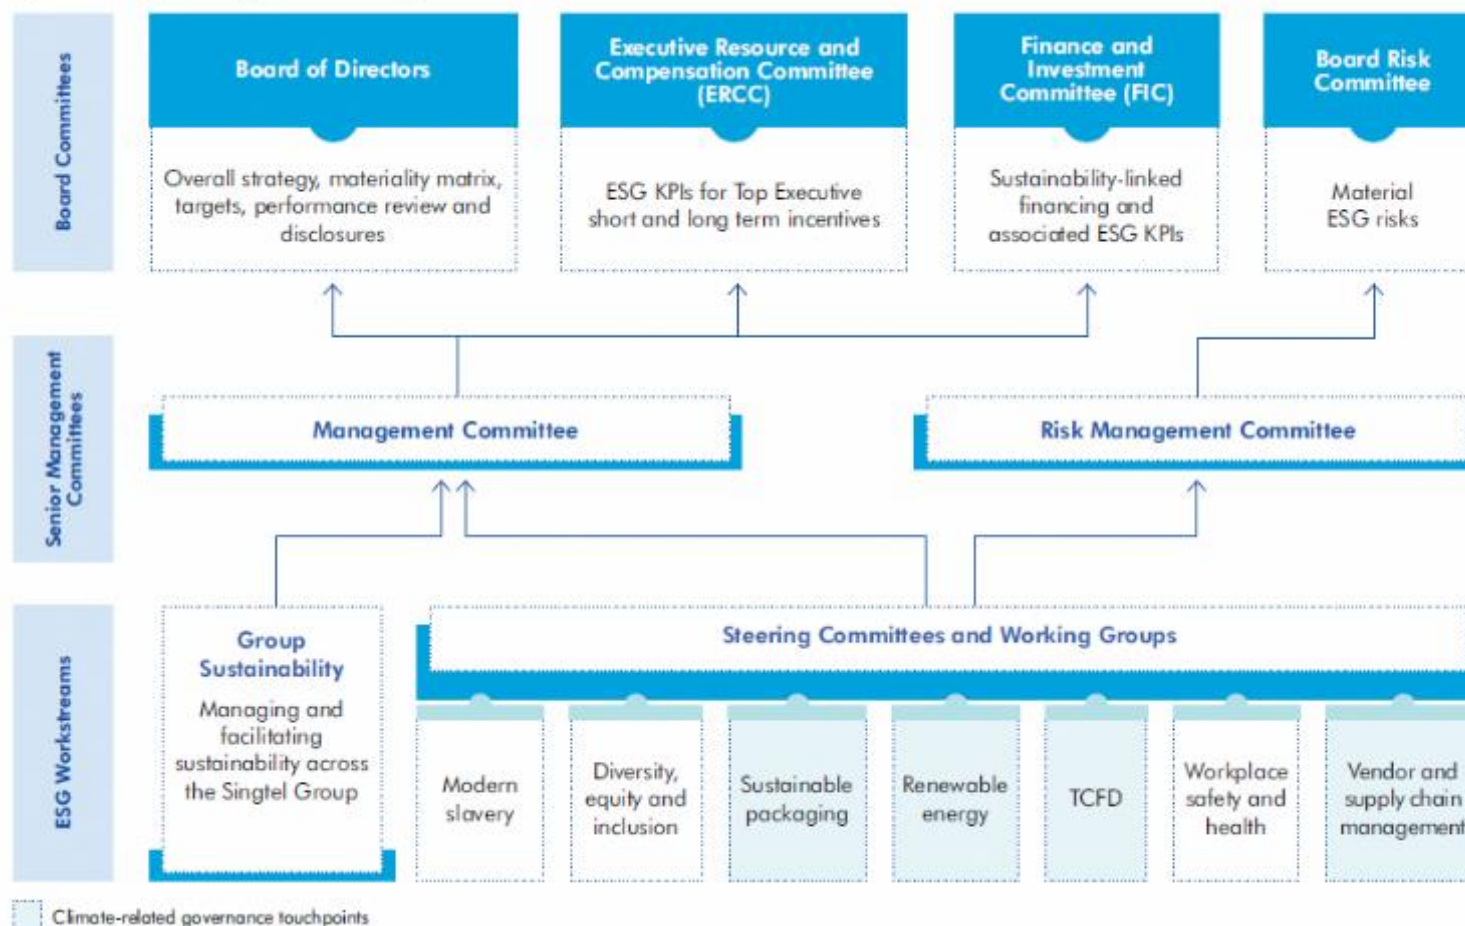 Board Committees
Board of Directors
Overall strategy, materiality matrix,
targets, performance review and
disclosures
Executive Resource and
Compensation Committee
(ERCC)
ESG KPIs for Top Executive
short and long term incentives
Finance and
Investment
Committee (FIC)
Sustainability-linked
financing and
associated ESG KPIs
Board Risk
Committee
Material
ESG risks
Senior Management
Committees
Management Committee
Risk Management Committee
ESG Workstreams
Group
Sustainability
Managing and
facilitating
sustainability across
the Singtel Group
Steering Committees and Working Groups
Modern
slavery
Diversity,
equity and
inclusion
Sustainable
packaging
Renewable
energy
TCFD
Workplace
safety and
health
Vendor and
supply chain
management
Climate-related governance touchpoints